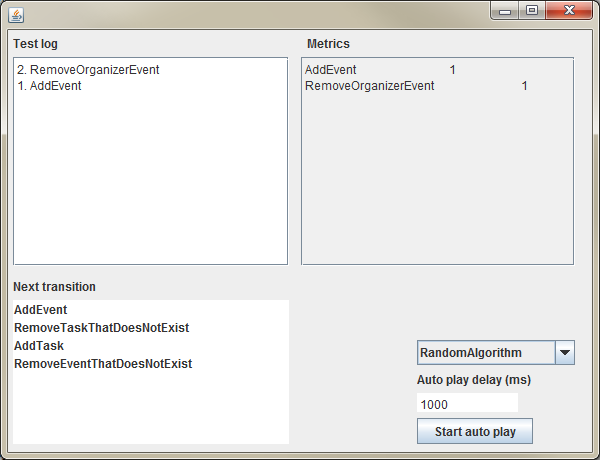 Test log
Metrics
2. RemoveOrganizerEvent
1. AddEvent
AddEvent 1
RemoveOrganizerEvent 1
Next transition
AddEvent
RemoveTaskThatDoesNotExist
AddTask
RemoveEventThatDoesNotExist
RandomAlgorithm
Auto play delay (ms)
1000
Start auto play